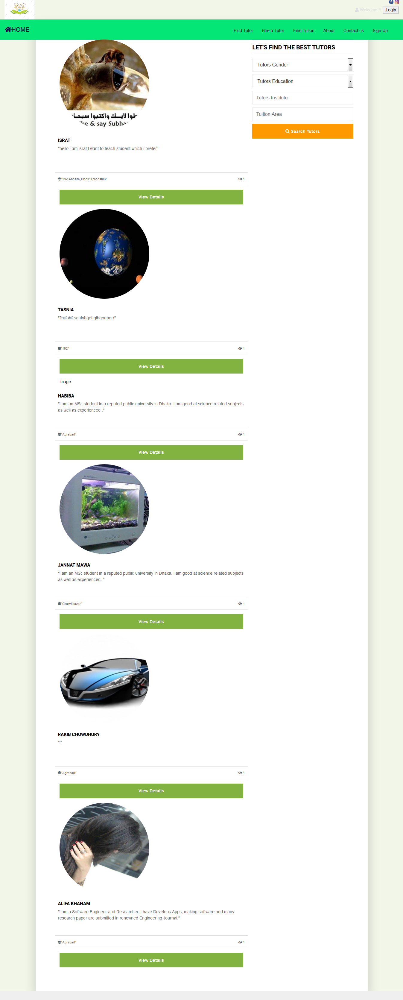 Welcome !!
Login
HOME
Find Tutor
Hire a Tutor
Find Tution
About
Contact us
Sign-Up
LET'S FIND THE BEST TUTORS
Tutors Gender
Tutors Education
Tutors Institute
Tuition Area
Search Tutors
ke & say Subha
ISRAT
"hello I am israt,I want to teach student,which i prefer"
"192 Abashik,Block:B,road:#08"
1
View Details
TASNIA
"fcufohfewihfvhgehgihgoeberr"
"192"
1
View Details
image
HABIBA
"I am an MSc student in a reputed public university in Dhaka. I am good at science related subjects
as well as experienced ."
"Agrabad"
1
View Details
JANNAT MAWA
"I am an MSc student in a reputed public university in Dhaka. I am good at science related subjects
as well as experienced ."
"Chawkbazar"
1
View Details
RAKIB CHOWDHURY
"I"
"Agrabad"
1
View Details
ALIFA KHANAM
"I am a Software Engineer and Researcher. I have Develops Apps, making software and many
research paper are submitted in renowned Engineering Journal."
"Agrabad"
1
View Details